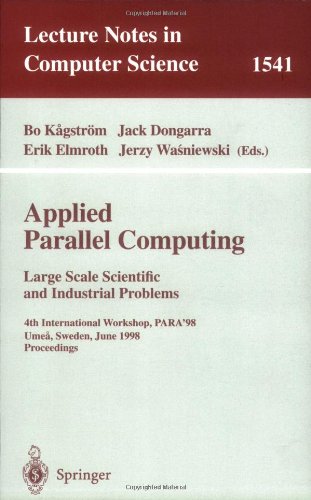 Lecture Notes in
Computer Science 1541
Bo Kågström Jack Dongarra
Erik Elmroth Jerzy Waśniewski (Eds.)
Applied
Parallel Computing
Large Scale Scientific
and Industrial Problems
4th International Workshop, PARA'98
Umeå, Sweden, June 1998
Proceedings
Springer